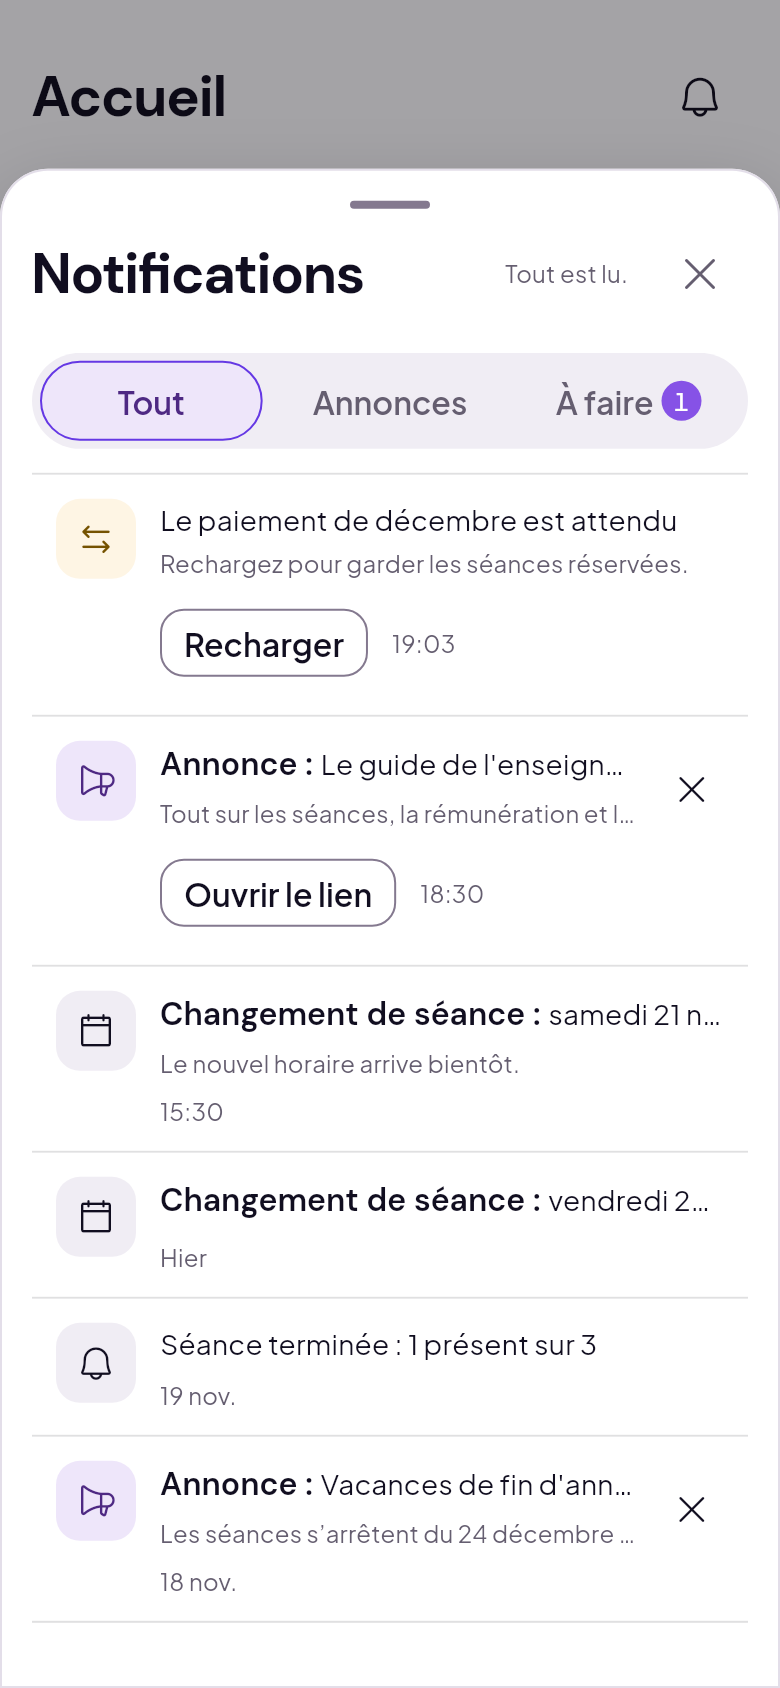 Accueil
Notifications
Tout est lu.
Tout
Annonces
À faire 1
Le paiement de décembre est attendu
Rechargez pour garder les séances réservées.
Recharger
19:03
Annonce : Le guide de l'enseign…
Tout sur les séances, la rémunération et l…
Ouvrir le lien
18:30
Changement de séance : samedi 21 n…
Le nouvel horaire arrive bientôt.
15:30
Changement de séance : vendredi 2…
Hier
Séance terminée : 1 présent sur 3
19 nov.
Annonce : Vacances de fin d'ann…
Les séances s’arrêtent du 24 décembre …
18 nov.